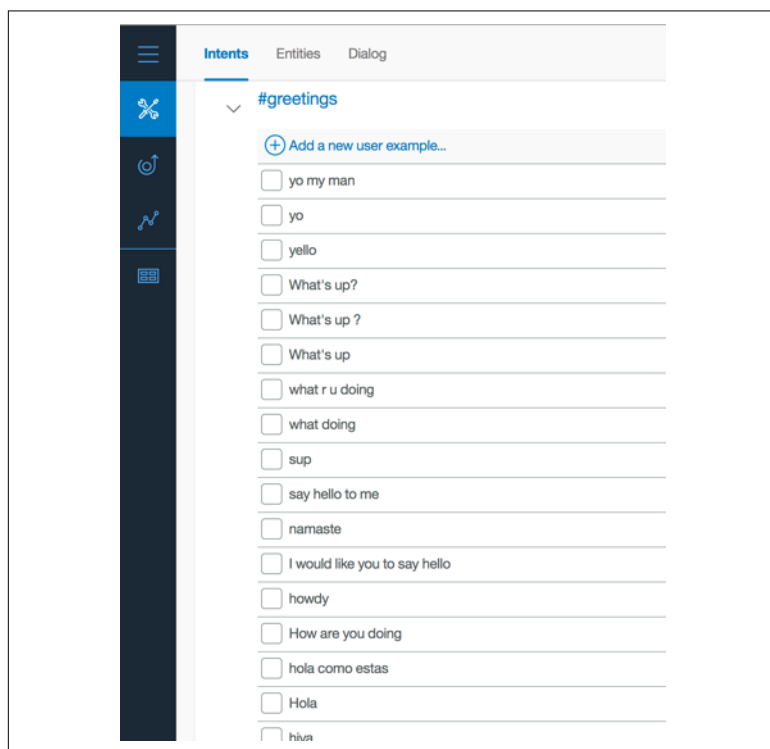 Intents Entities Dialog
#greetings
Add a new user example...
yo my man
yo
yello
What's up?
What's up ?
What's up
what r u doing
what doing
sup
say hello to me
namaste
I would like you to say hello
howdy
How are you doing
hola como estas
Hola
hiya